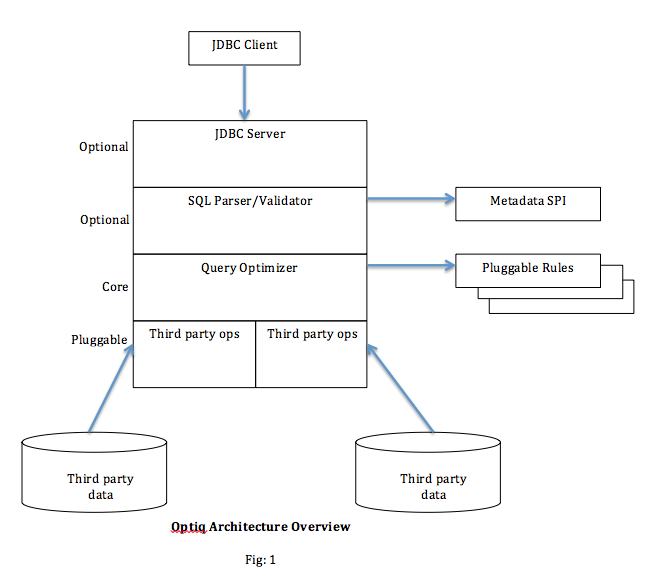 JDBC Client
JDBC Server
Optional
SQL Parser/Validator
Metadata SPI
Optional
Query Optimizer
Pluggable Rules
Core
Third party ops
Third party ops
Pluggable
Third party
data
Third party
data
Optiq Architecture Overview
Fig: 1